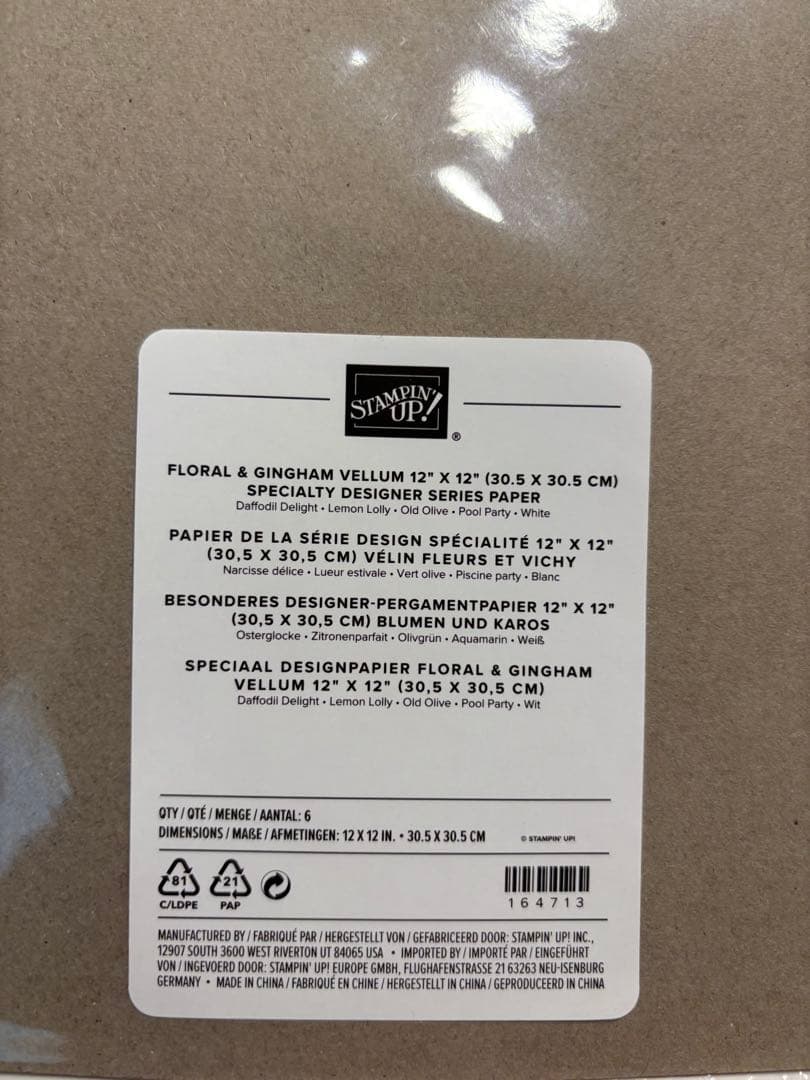 STAMPIN' UP!®
FLORAL & GINGHAM VELLUM 12" X 12" (30.5 X 30.5 CM)
SPECIALTY DESIGNER SERIES PAPER
Daffodil Delight • Lemon Lolly • Old Olive • Pool Party • White
PAPIER DE LA SÉRIE DESIGN SPÉCIALITÉ 12" X 12"
(30,5 X 30,5 CM) VÉLIN FLEURS ET VICHY
Narcisse délice • Lueur estivale • Vert olive • Piscine party • Blanc
BESONDERES DESIGNER-PERGAMENTPAPIER 12" X 12"
(30,5 X 30,5 CM) BLUMEN UND KAROS
Osterglocke • Zitronenparfait • Olivgrün • Aquamarin • Weiß
SPECIAAL DESIGNPAPIER FLORAL & GINGHAM
VELLUM 12" X 12" (30,5 X 30,5 CM)
Daffodil Delight • Lemon Lolly • Old Olive • Pool Party • Wit
QTY / QTÉ / MENGE / AANTAL: 6
DIMENSIONS / MAßE / AFMETINGEN: 12 X 12 IN. • 30.5 X 30.5 CM
© STAMPIN' UP!
81 21
C/LDPE PAP
164713
MANUFACTURED BY / FABRIQUÉ PAR / HERGESTELLT VON / GEFABRICEERD DOOR: STAMPIN' UP! INC.,
12907 SOUTH 3600 WEST RIVERTON UT 84065 USA • IMPORTED BY / IMPORTÉ PAR / EINGEFÜHRT
VON / INGEVOERD DOOR: STAMPIN' UP! EUROPE GMBH, FLUGHAFENSTRASSE 21 63263 NEU-ISENBURG
GERMANY • MADE IN CHINA / FABRIQUÉ EN CHINE / HERGESTELLT IN CHINA / GEPRODUCEERD IN CHINA